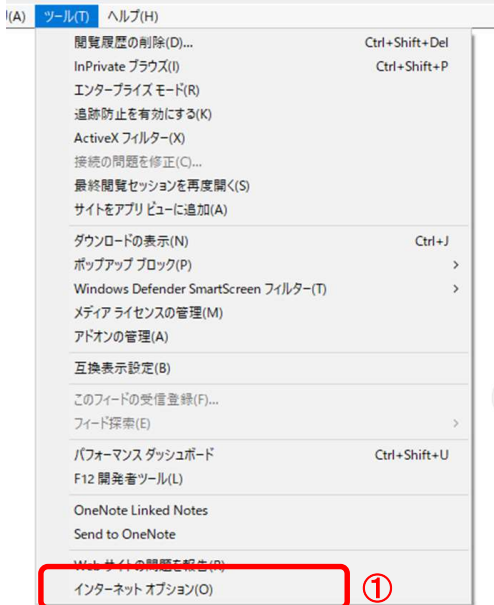 (A) ツール(T) ヘルプ(H)
閲覧履歴の削除(D)... Ctrl+Shift+Del
InPrivate ブラウズ(I) Ctrl+Shift+P
エンタープライズ モード(R)
追跡防止を有効にする(K)
ActiveX フィルター(X)
接続の問題を修正(C)...
最終閲覧セッションを再度開く(S)
サイトをアプリ ビューに追加(A)
ダウンロードの表示(N) Ctrl+J
ポップアップ ブロック(P)
Windows Defender SmartScreen フィルター(T)
メディア ライセンスの管理(M)
アドオンの管理(A)
互換表示設定(B)
このフィードの受信登録(F)...
フィード探索(E)
パフォーマンス ダッシュボード Ctrl+Shift+U
F12 開発者ツール(L)
OneNote Linked Notes
Send to OneNote
Web サイトの問題を報告(R)
インターネット オプション(O) ①